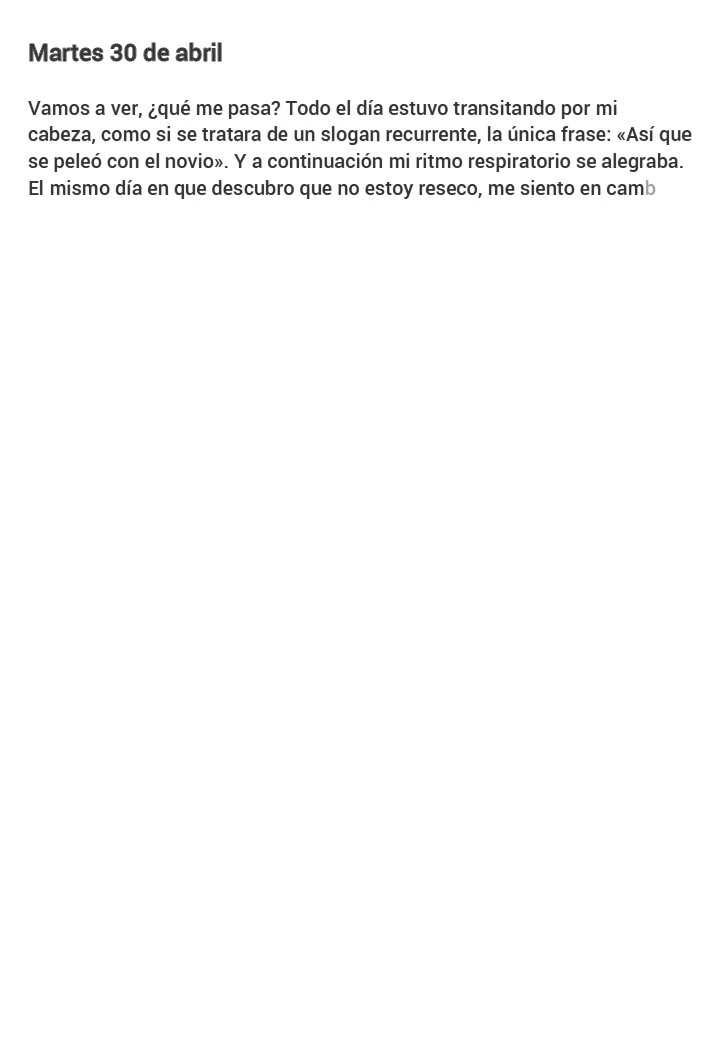 Martes 30 de abril
Vamos a ver, ¿qué me pasa? Todo el día estuvo transitando por mi
cabeza, como si se tratara de un slogan recurrente, la única frase: «Así que
se peleó con el novio». Y a continuación mi ritmo respiratorio se alegraba.
El mismo día en que descubro que no estoy reseco, me siento en camb